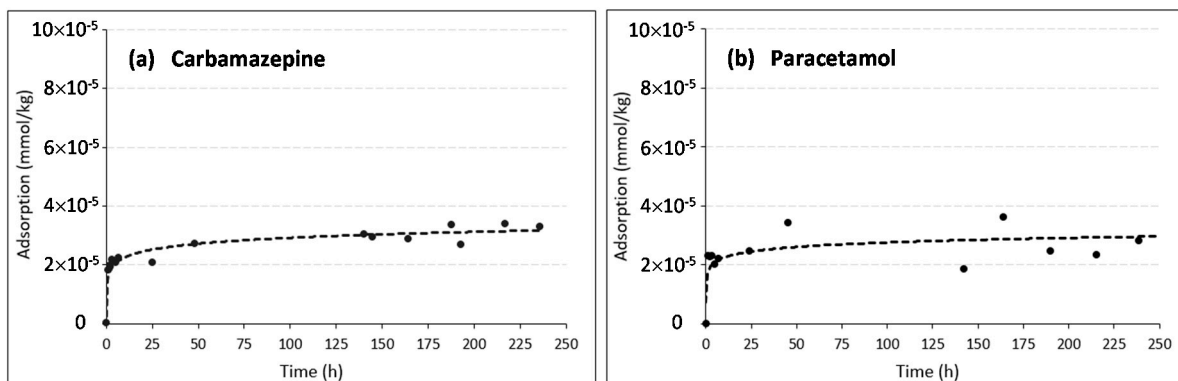 (a) Carbamazepine
Adsorption (mmol/kg)
10×10⁻⁵
8×10⁻⁵
6×10⁻⁵
4×10⁻⁵
2×10⁻⁵
0
0 25 50 75 100 125 150 175 200 225 250
Time (h)
(b) Paracetamol
Adsorption (mmol/kg)
10×10⁻⁵
8×10⁻⁵
6×10⁻⁵
4×10⁻⁵
2×10⁻⁵
0
0 25 50 75 100 125 150 175 200 225 250
Time (h)